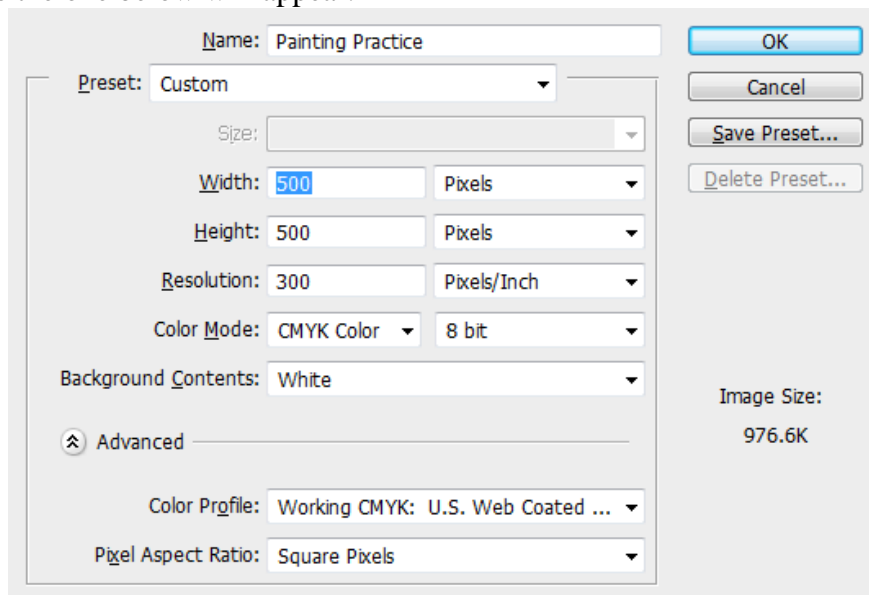 Name: Painting Practice
OK
Preset: Custom
Cancel
Size:
Save Preset...
Width: 500 Pixels
Delete Preset...
Height: 500 Pixels
Resolution: 300 Pixels/Inch
Color Mode: CMYK Color 8 bit
Background Contents: White
Image Size:
976.6K
Advanced
Color Profile: Working CMYK: U.S. Web Coated ...
Pixel Aspect Ratio: Square Pixels